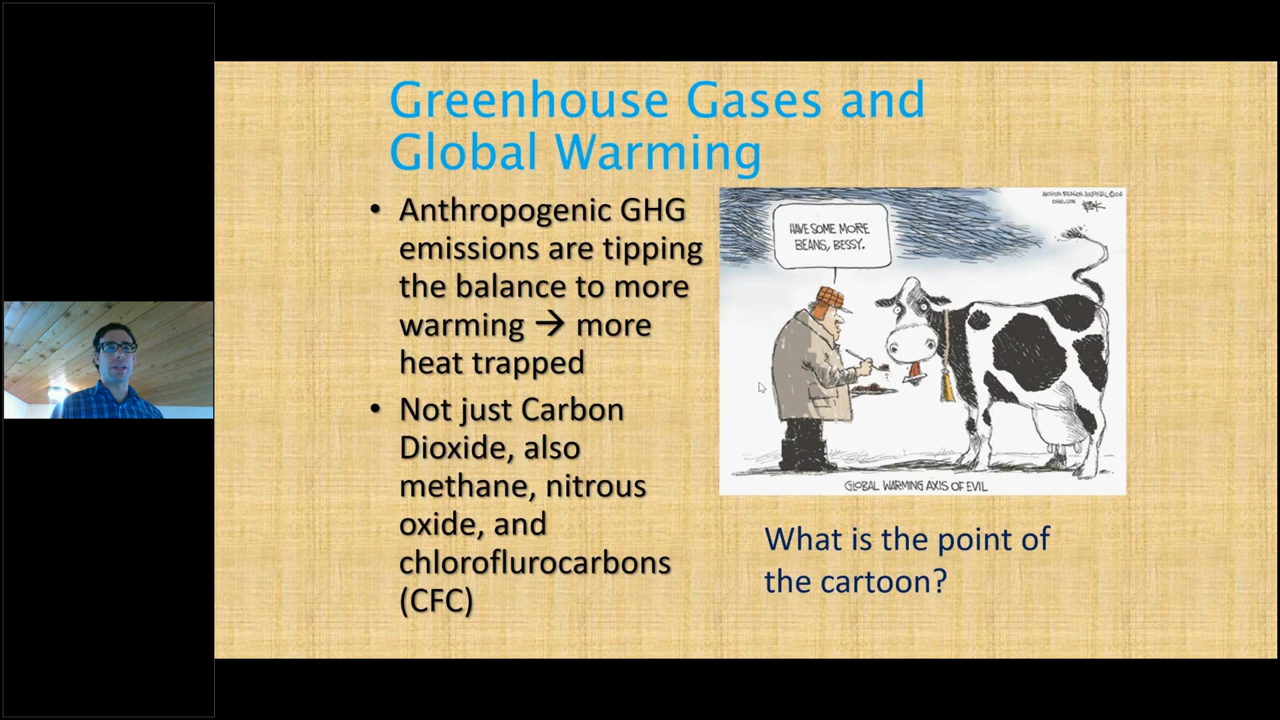 Greenhouse Gases and
Global Warming
• Anthropogenic GHG
emissions are tipping
the balance to more
warming → more
heat trapped
• Not just Carbon
Dioxide, also
methane, nitrous
oxide, and
chloroflurocarbons
(CFC)
HAVE SOME MORE
BEANS, BESSY.
GLOBAL WARMING AXIS OF EVIL
What is the point of
the cartoon?